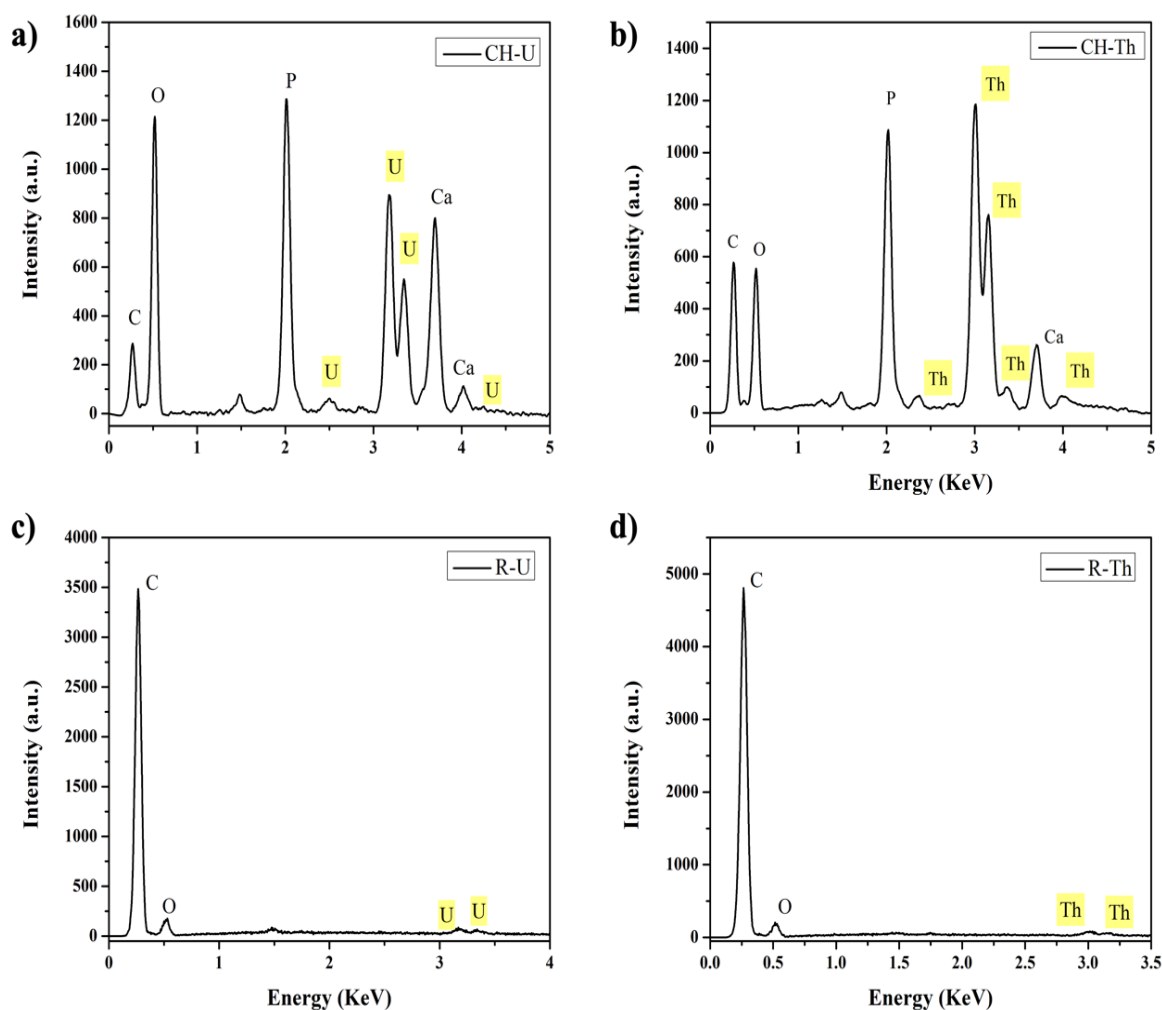 a)
CH-U
Intensity (a.u.)
1600
1400
1200
1000
800
600
400
200
0
C
O
P
U
U
U
Ca
Ca
U
0 1 2 3 4 5
Energy (KeV)
b)
CH-Th
Intensity (a.u.)
1400
1200
1000
800
600
400
200
0
C
O
P
Th
Th
Th
Th
Ca
Th
0 1 2 3 4 5
Energy (KeV)
c)
R-U
Intensity (a.u.)
4000
3500
3000
2500
2000
1500
1000
500
250
0
C
O
U
U
0 1 2 3 4
Energy (KeV)
d)
R-Th
Intensity (a.u.)
5000
4000
3000
2000
1000
500
0
C
O
Th
Th
0.0 0.5 1.0 1.5 2.0 2.5 3.0 3.5
Energy (KeV)